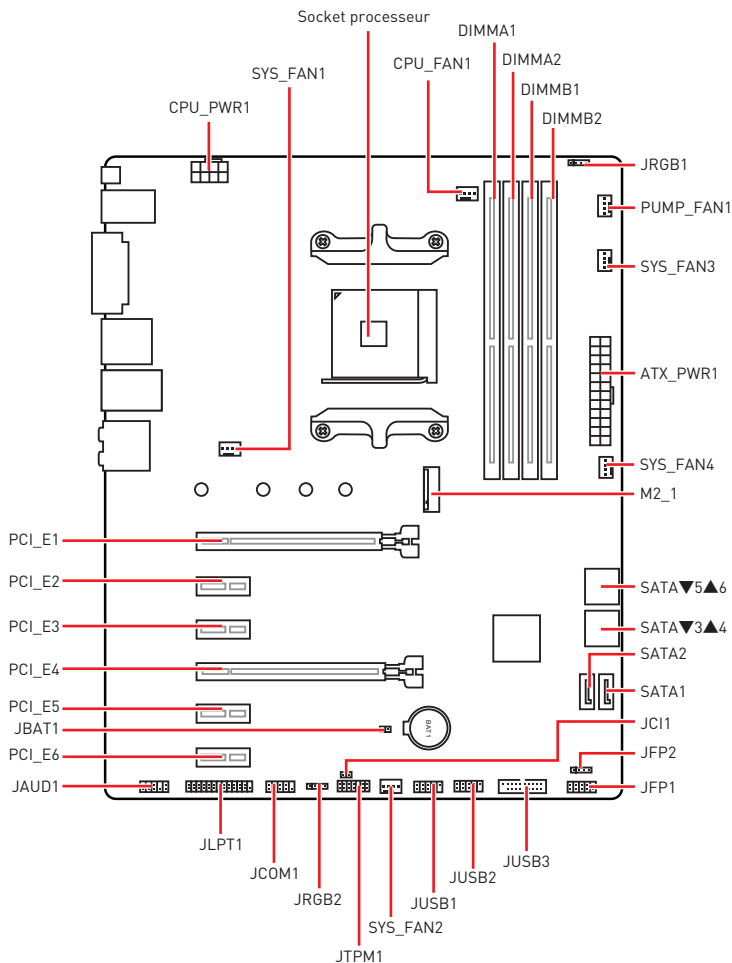 Socket processeur
DIMMA1
CPU_FAN1
DIMMA2
SYS_FAN1
DIMMB1
CPU_PWR1
DIMMB2
JRGB1
PUMP_FAN1
SYS_FAN3
ATX_PWR1
SYS_FAN4
M2_1
PCI_E1
PCI_E2
SATA▼5▲6
PCI_E3
SATA▼3▲4
PCI_E4
SATA2
SATA1
PCI_E5
JBAT1
BAT1
JCI1
PCI_E6
JFP2
JAUD1
JFP1
JLPT1
JCOM1
JRGB2
JTPM1
SYS_FAN2
JUSB1
JUSB2
JUSB3